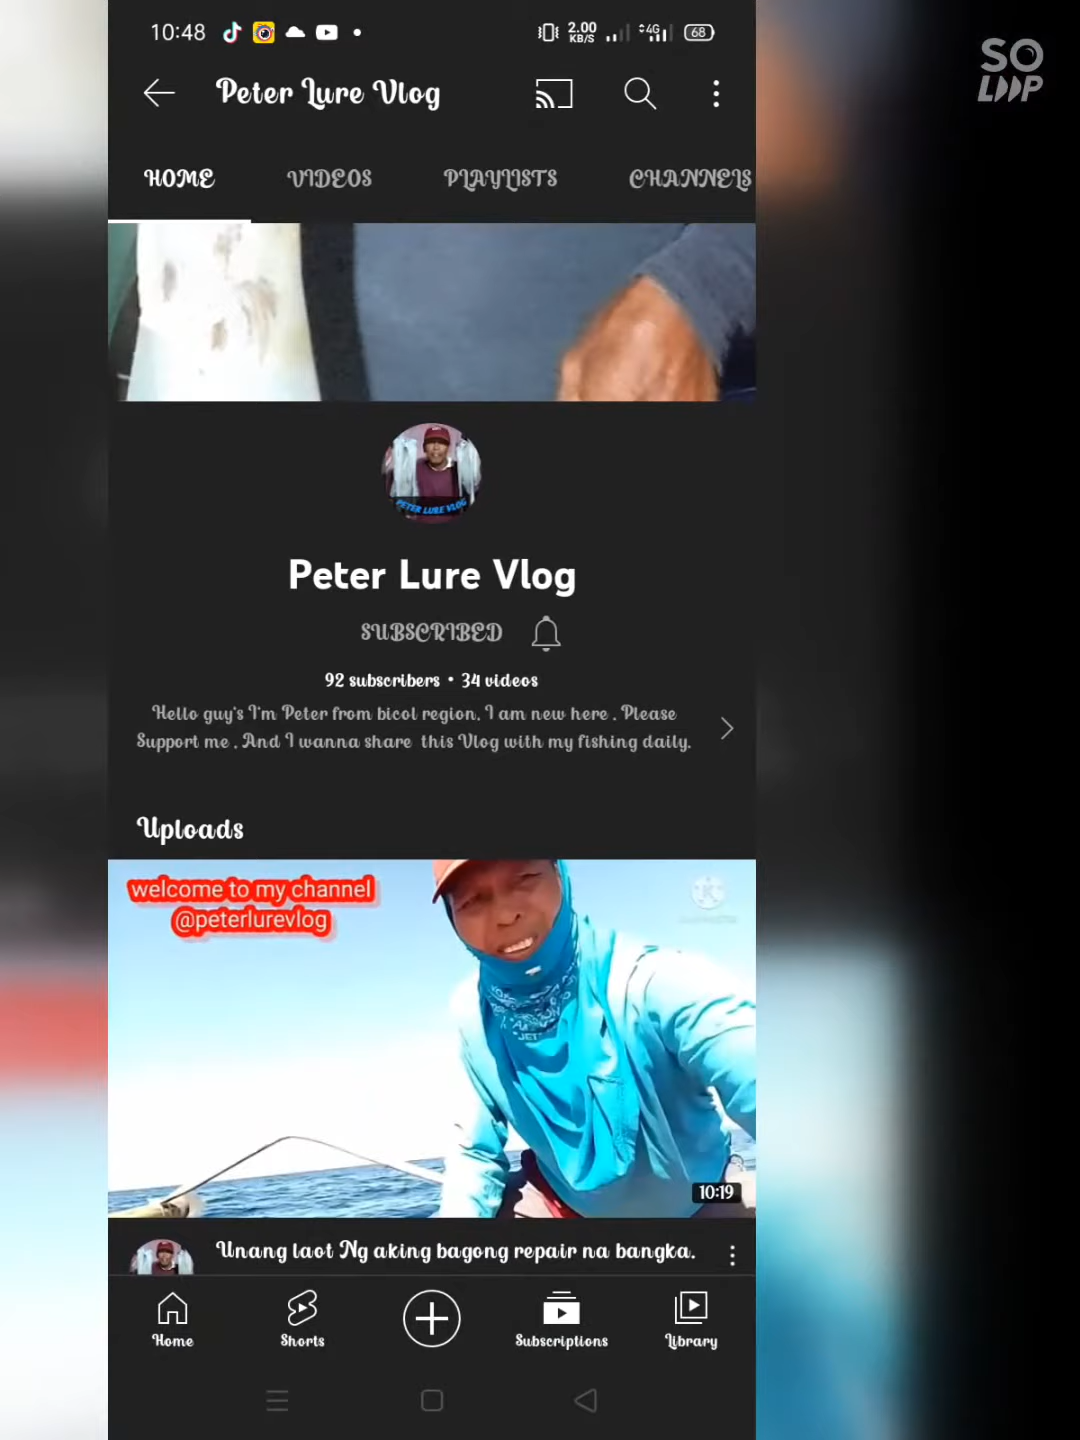 10:48
2.00
KB/S
4G
68
SO
LOOP
Peter Lure Vlog
HOME
VIDEOS
PLAYLISTS
CHANNELS
PETER LURE VLOG
Peter Lure Vlog
SUBSCRIBED
92 subscribers • 34 videos
Hello guy's I'm Peter from bicol region, I am new here . Please
Support me . And I wanna share this Vlog with my fishing daily.
Uploads
welcome to my channel
@peterlurevlog
10:19
Unang laot Ng aking bagong repair na bangka.
Home
Shorts
Subscriptions
Library